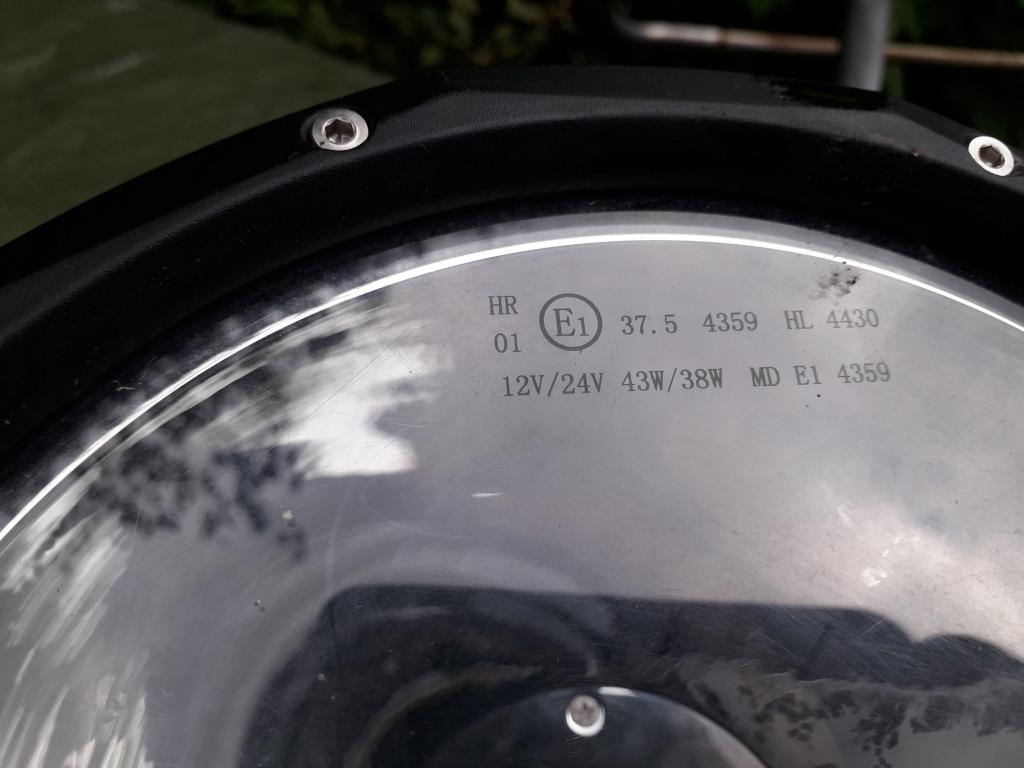 HR
01 E1 37.5 4359 HL 4430
12V/24V 43W/38W MD E1 4359